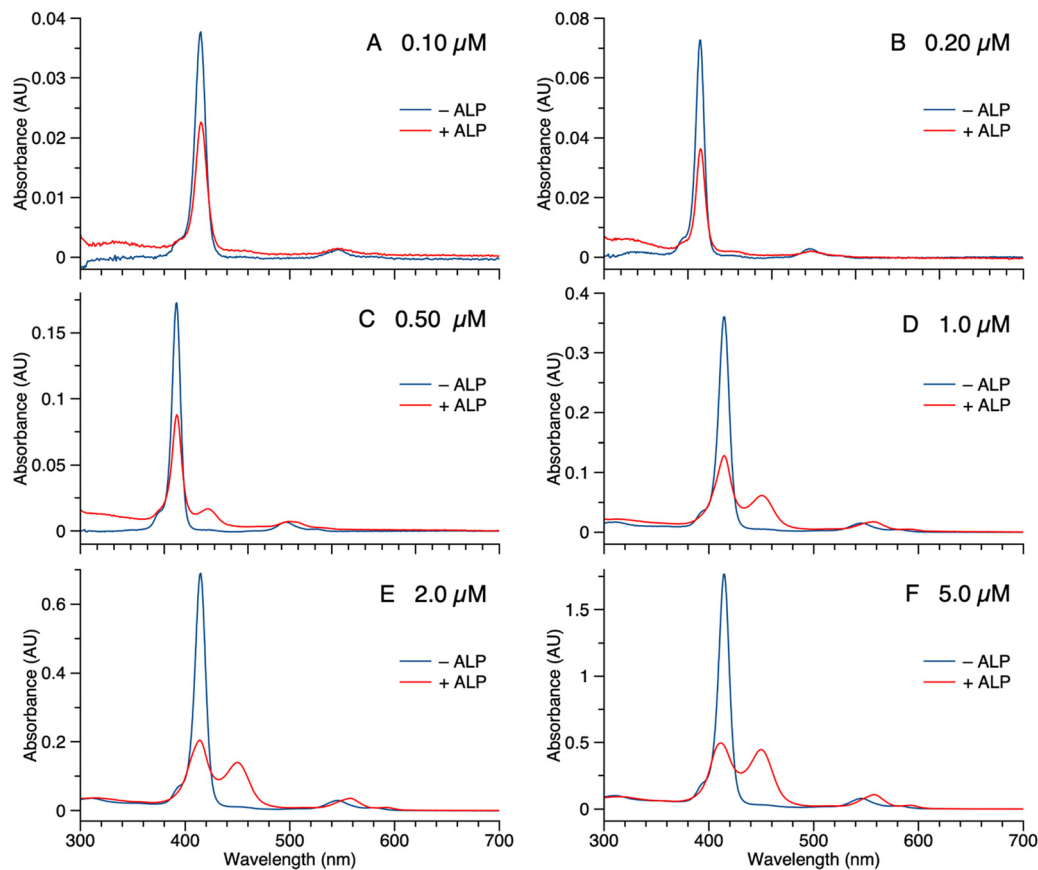 A 0.10 µM
Absorbance (AU)
0.04
0.03
0.02
0.01
0
– ALP
+ ALP
B 0.20 µM
Absorbance (AU)
0.08
0.06
0.04
0.02
0
– ALP
+ ALP
C 0.50 µM
Absorbance (AU)
0.15
0.1
0.05
0
– ALP
+ ALP
D 1.0 µM
Absorbance (AU)
0.4
0.3
0.2
0.1
0
– ALP
+ ALP
E 2.0 µM
Absorbance (AU)
0.6
0.4
0.2
0
– ALP
+ ALP
300 400 500 600 700
Wavelength (nm)
F 5.0 µM
Absorbance (AU)
1.5
1
0.5
0
– ALP
+ ALP
300 400 500 600 700
Wavelength (nm)